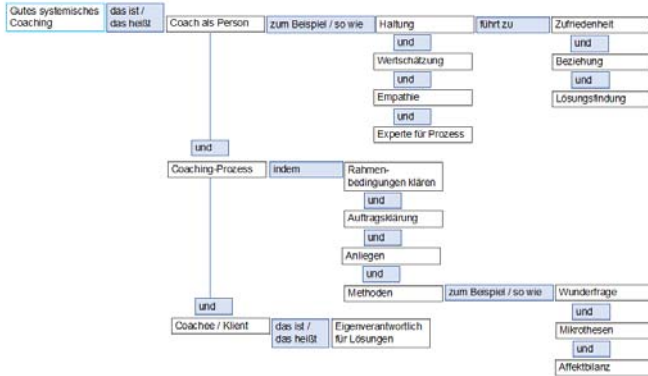 Gutes systemisches
Coaching
das ist /
das heißt
Coach als Person
zum Beispiel / so wie
Haltung
führt zu
Zufriedenheit
und
und
Wertschätzung
Beziehung
und
und
Empathie
Lösungsfindung
und
Experte für Prozess
und
Coaching-Prozess
indem
Rahmen-
bedingungen klären
und
Auftragsklärung
und
Anliegen
und
Methoden
zum Beispiel / so wie
Wunderfrage
und
und
Coachee / Klient
das ist /
das heißt
Eigenverantwortlich
für Lösungen
Mikrothesen
und
Affektbilanz